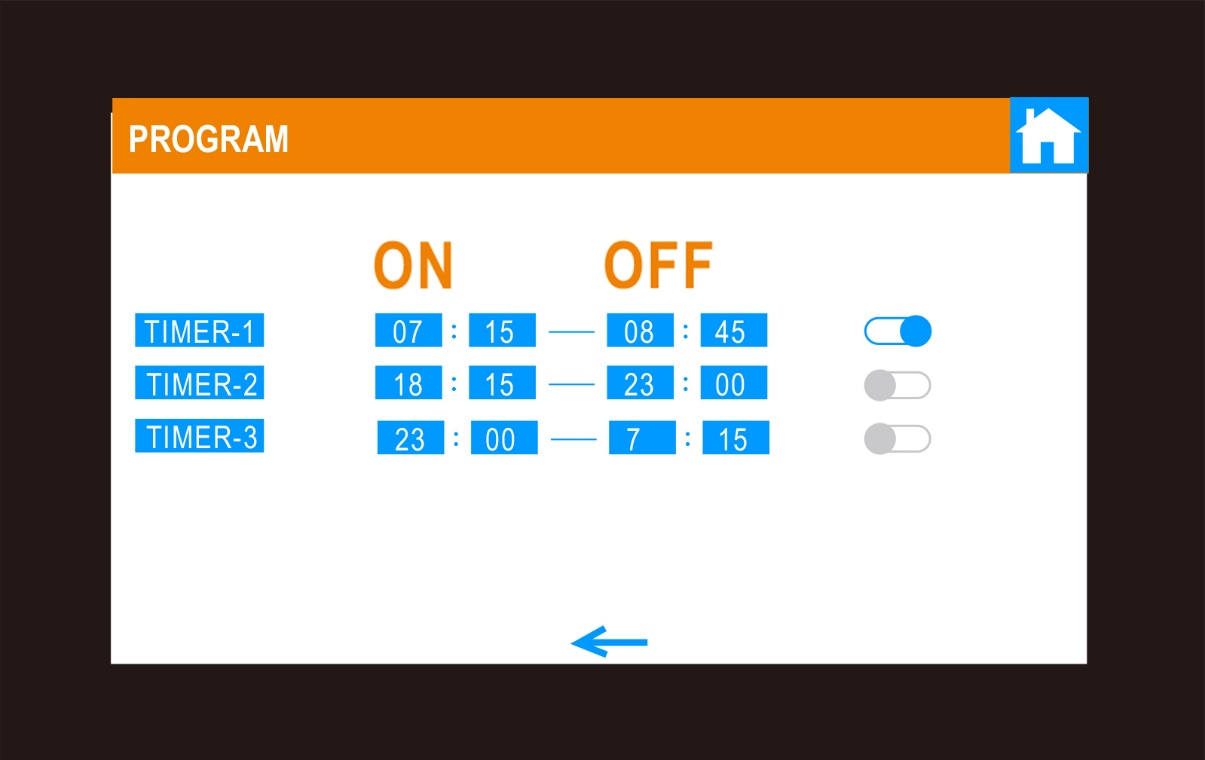 PROGRAM
ON OFF
TIMER-1 07 : 15 — 08 : 45
TIMER-2 18 : 15 — 23 : 00
TIMER-3 23 : 00 — 7 : 15